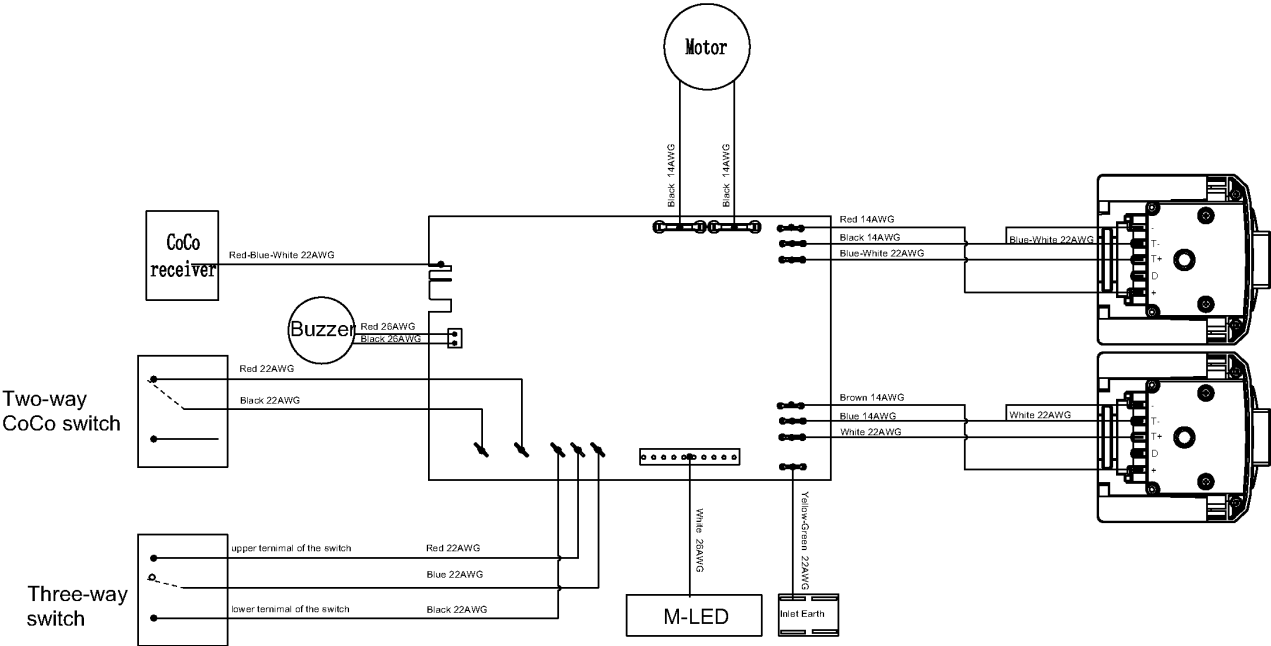 Motor
Black 14AWG
Black 14AWG
CoCo
receiver
Red-Blue-White 22AWG
Buzzer
Red 26AWG
Black 26AWG
Two-way
CoCo switch
Red 22AWG
Black 22AWG
Three-way
switch
upper ternimal of the switch
Red 22AWG
Blue 22AWG
lower ternimal of the switch
Black 22AWG
White 26AWG
M-LED
Yellow-Green 22AWG
Inlet Earth
Red 14AWG
Black 14AWG
Blue-White 22AWG
Blue-White 22AWG
-
T-
T+
D
+
Brown 14AWG
Blue 14AWG
White 22AWG
White 22AWG
-
T-
T+
D
+